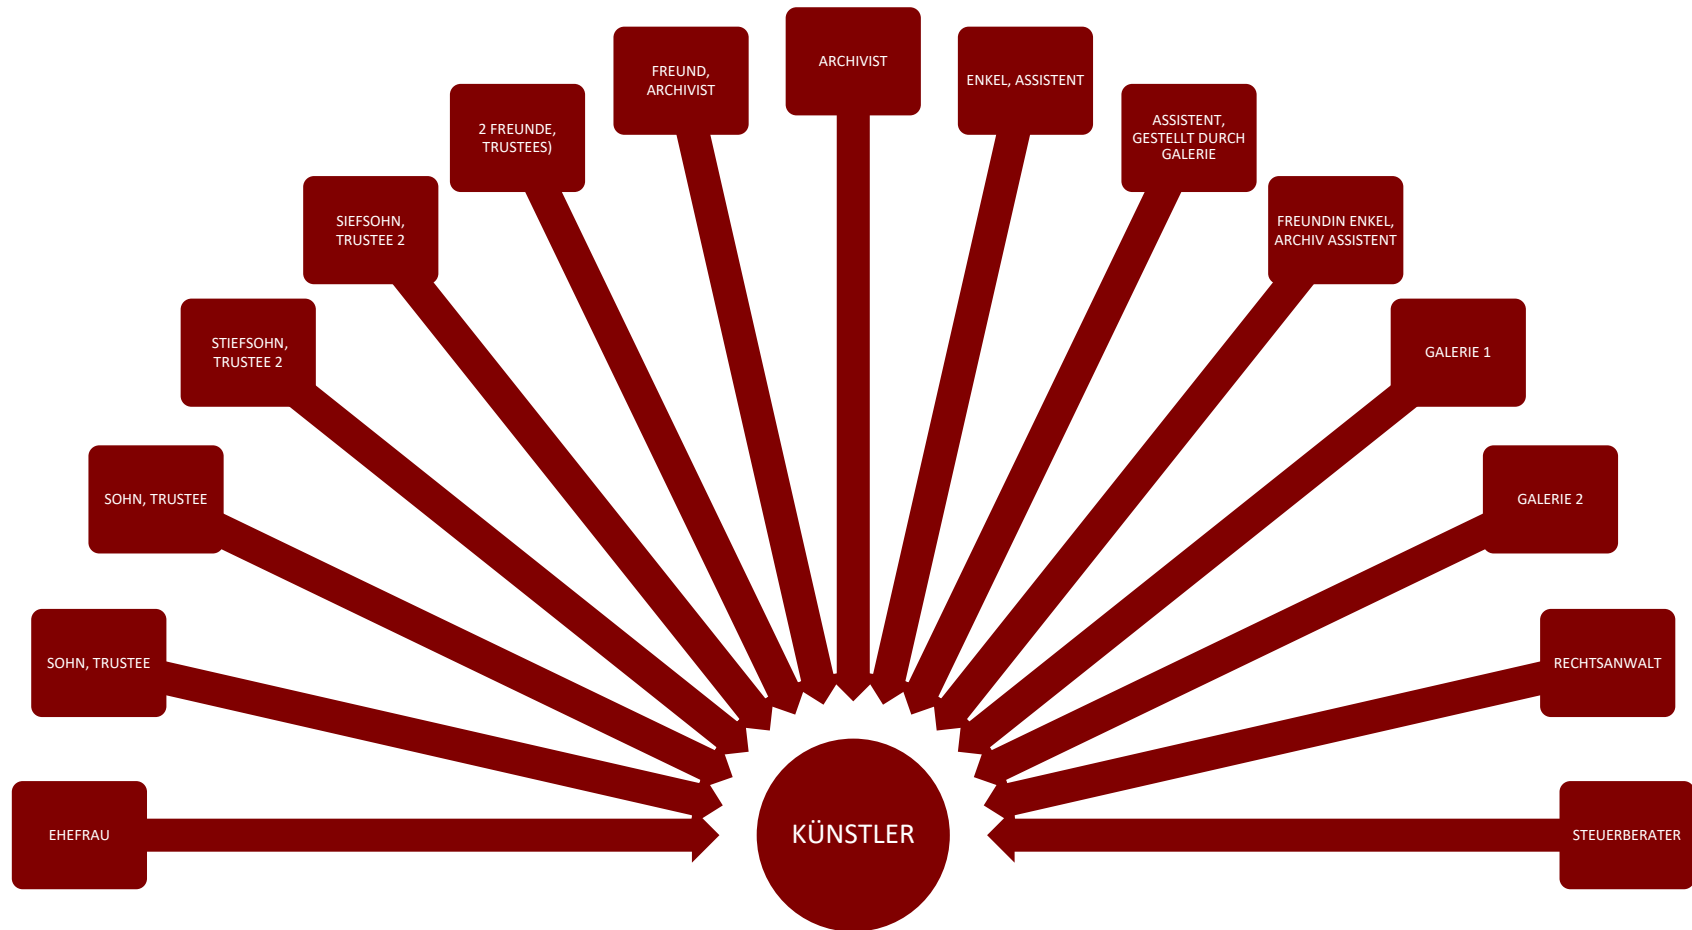 EHEFRAU
SOHN, TRUSTEE
SOHN, TRUSTEE
STIEFSOHN,
TRUSTEE 2
SIEFSOHN,
TRUSTEE 2
2 FREUNDE,
TRUSTEES)
FREUND,
ARCHIVIST
ARCHIVIST
ENKEL, ASSISTENT
ASSISTENT,
GESTELLT DURCH
GALERIE
FREUNDIN ENKEL,
ARCHIV ASSISTENT
GALERIE 1
GALERIE 2
RECHTSANWALT
STEUERBERATER
KÜNSTLER